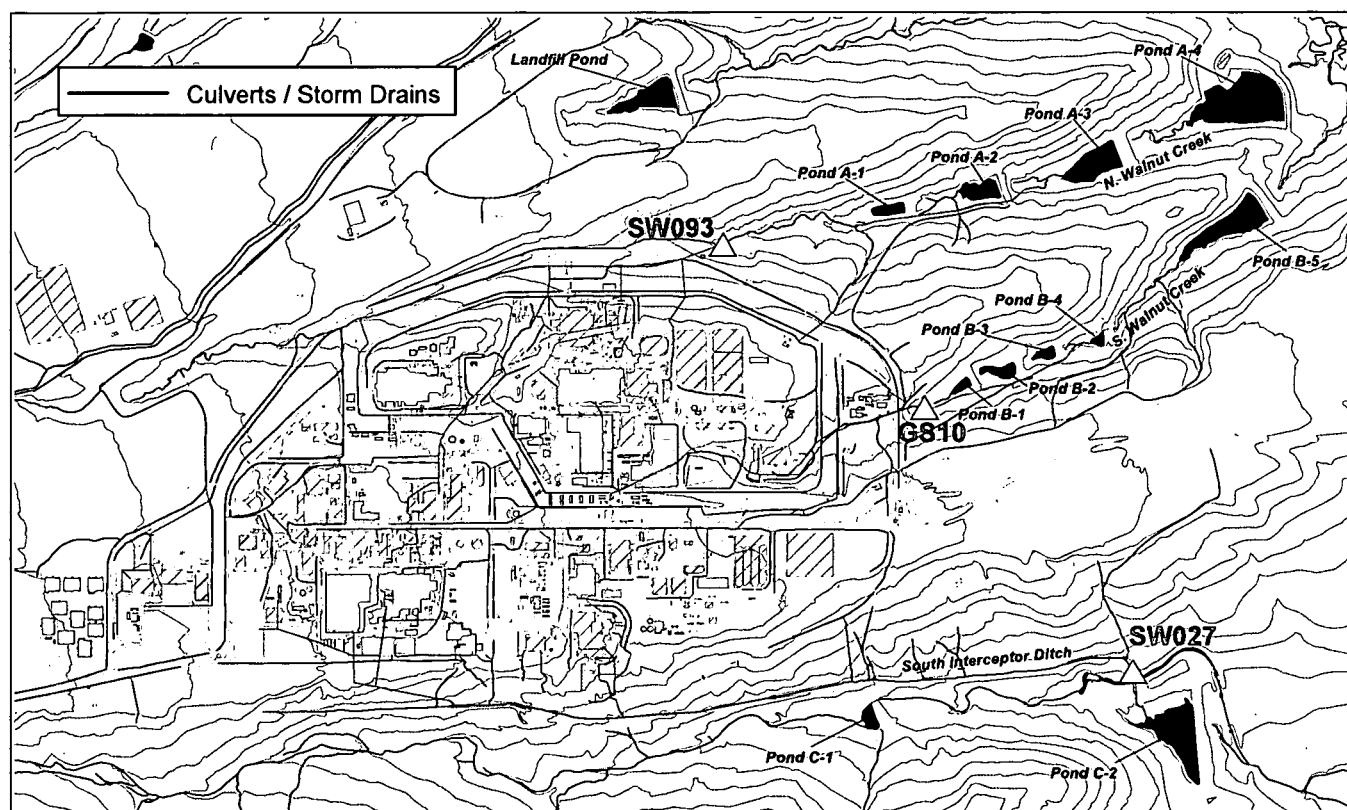 Landfill Pond
Pond A-4
Culverts / Storm Drains
Pond A-3
Pond A-2
N. Walnut Creek
Pond A-1
SW093
Pond B-5
Pond B-4
S. Walnut Creek
Pond B-3
Pond B-2
Pond B-1
GS10
SW027
South Interceptor Ditch
Pond C-1
Pond C-2